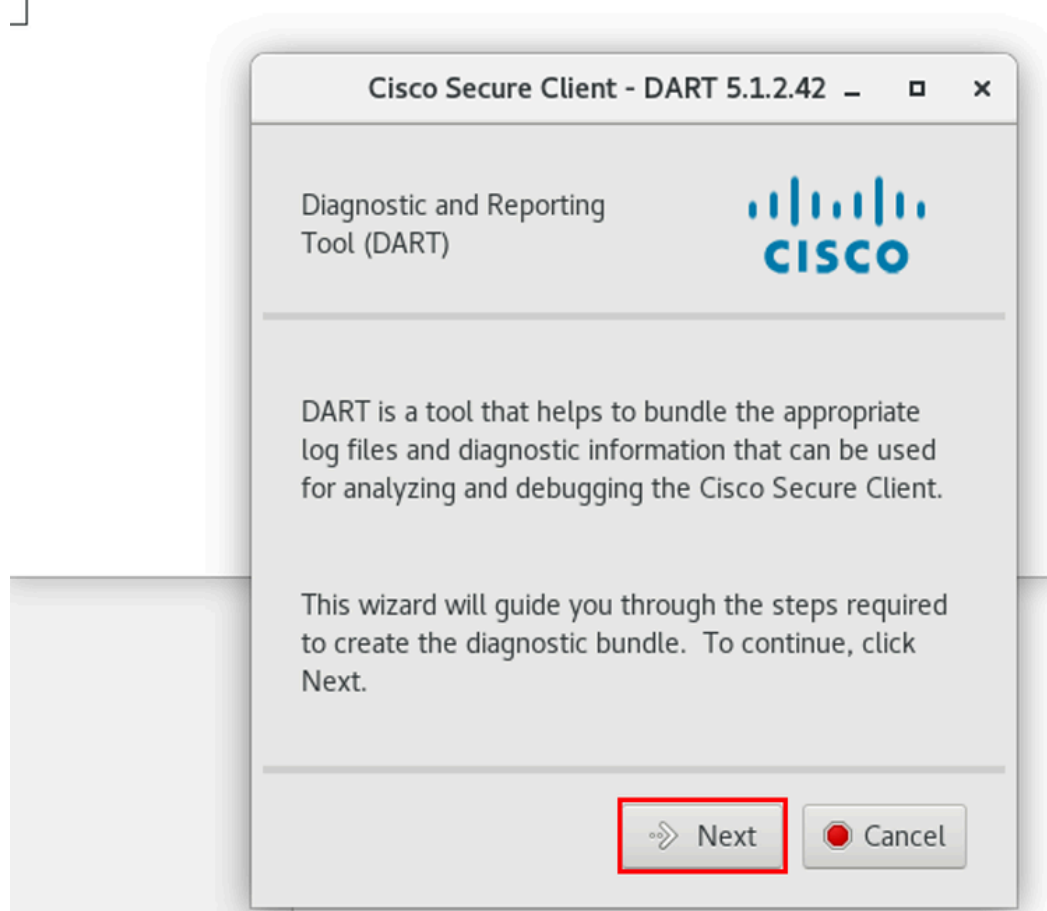 Cisco Secure Client - DART 5.1.2.42
Diagnostic and Reporting
Tool (DART)
CISCO
DART is a tool that helps to bundle the appropriate
log files and diagnostic information that can be used
for analyzing and debugging the Cisco Secure Client.
This wizard will guide you through the steps required
to create the diagnostic bundle.  To continue, click
Next.
Next
Cancel